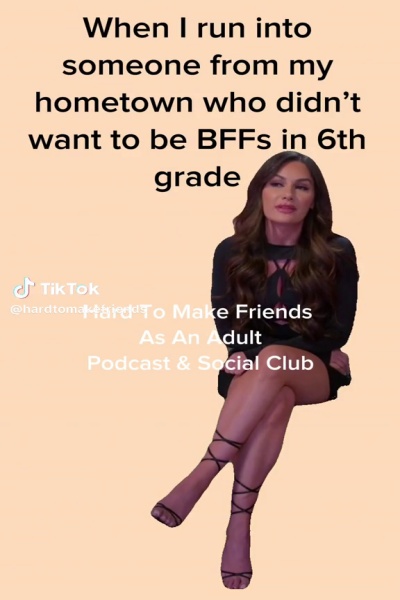 When I run into
someone from my
hometown who didn't
want to be BFFs in 6th
grade
TikTok
@hardtomakefriends
Hard To Make Friends
As An Adult
Podcast & Social Club